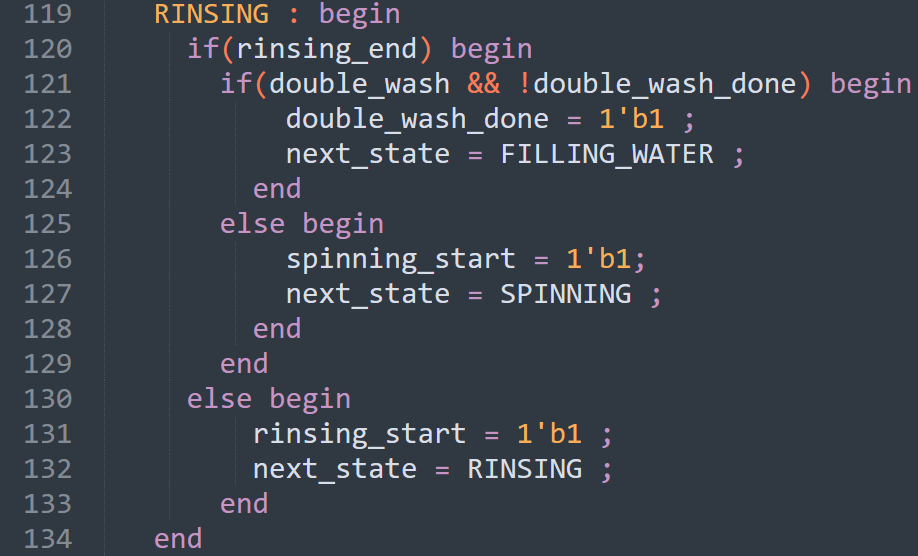 119 RINSING : begin
120 if(rinsing_end) begin
121 if(double_wash && !double_wash_done) begin
122 double_wash_done = 1'b1 ;
123 next_state = FILLING_WATER ;
124 end
125 else begin
126 spinning_start = 1'b1;
127 next_state = SPINNING ;
128 end
129 end
130 else begin
131 rinsing_start = 1'b1 ;
132 next_state = RINSING ;
133 end
134 end